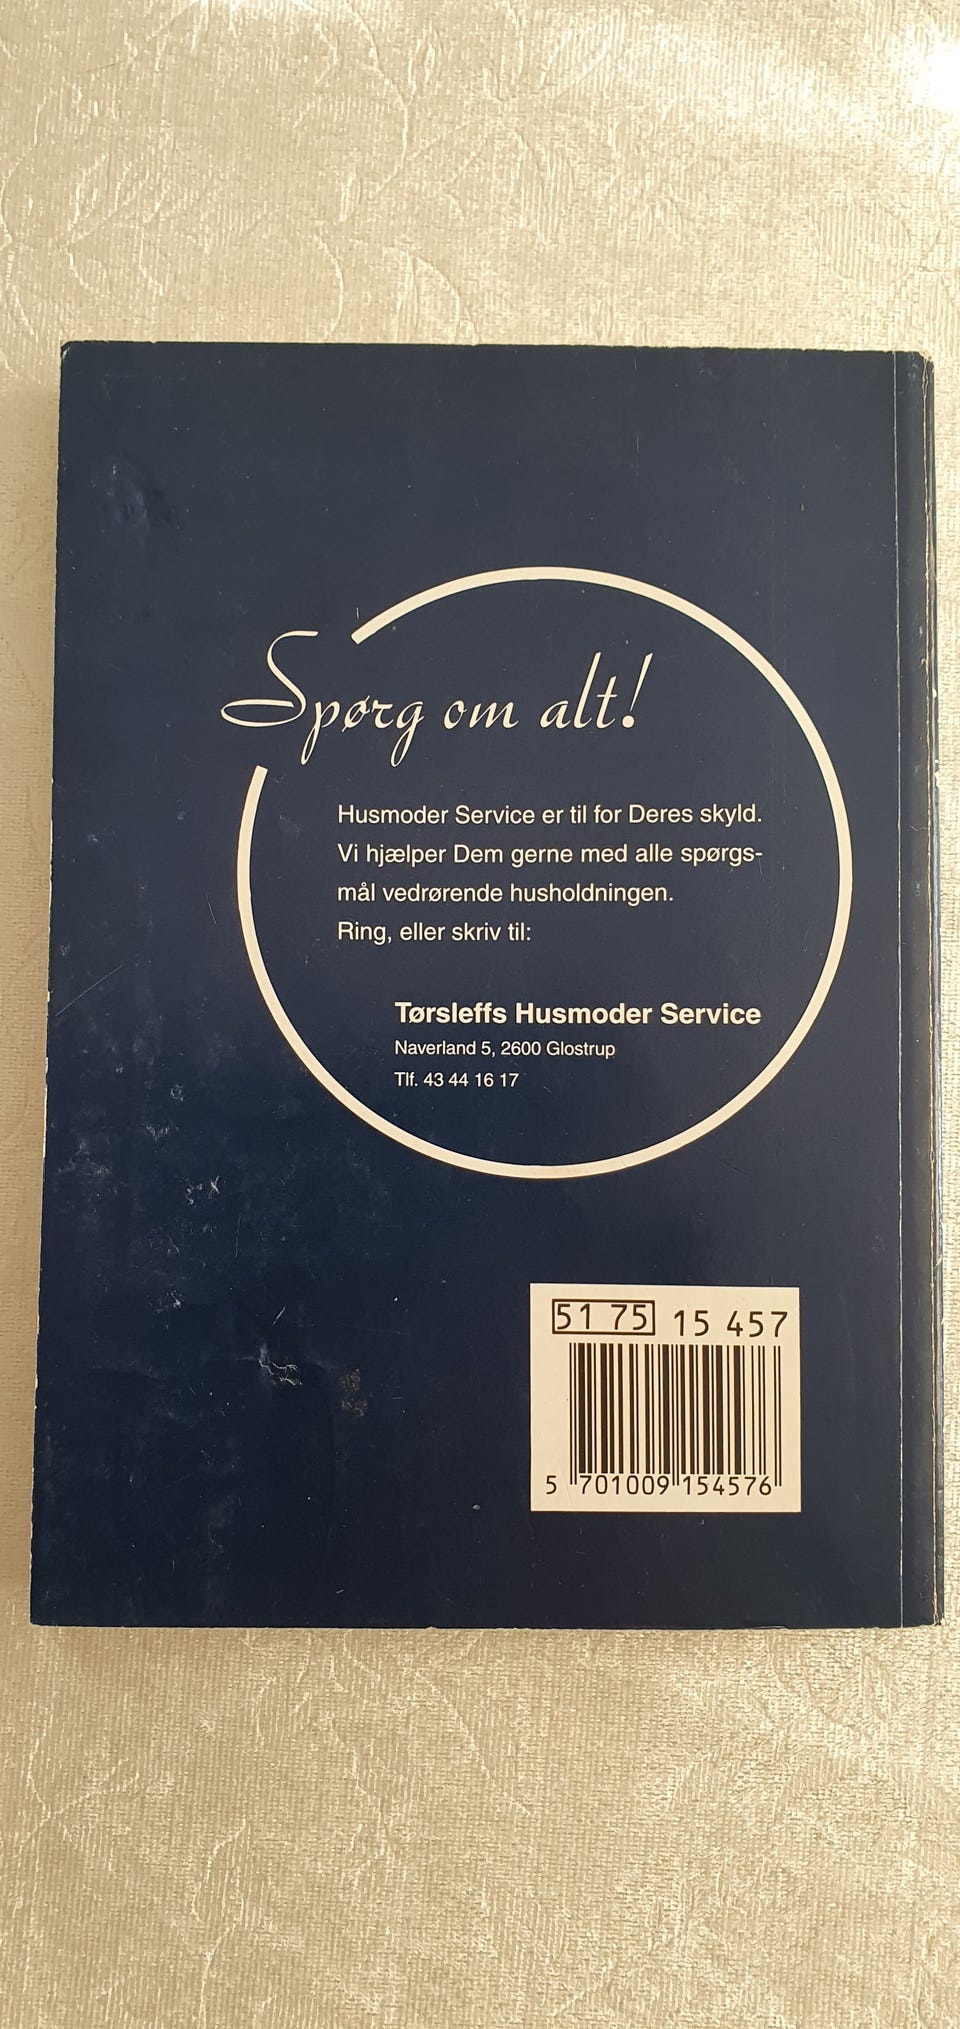 Spørg om alt!
Husmoder Service er til for Deres skyld.
Vi hjælper Dem gerne med alle spørgs-
mål vedrørende husholdningen.
Ring, eller skriv til:
Tørsleffs Husmoder Service
Naverland 5, 2600 Glostrup
Tlf. 43 44 16 17
51 75 15 457
5 701009 154576